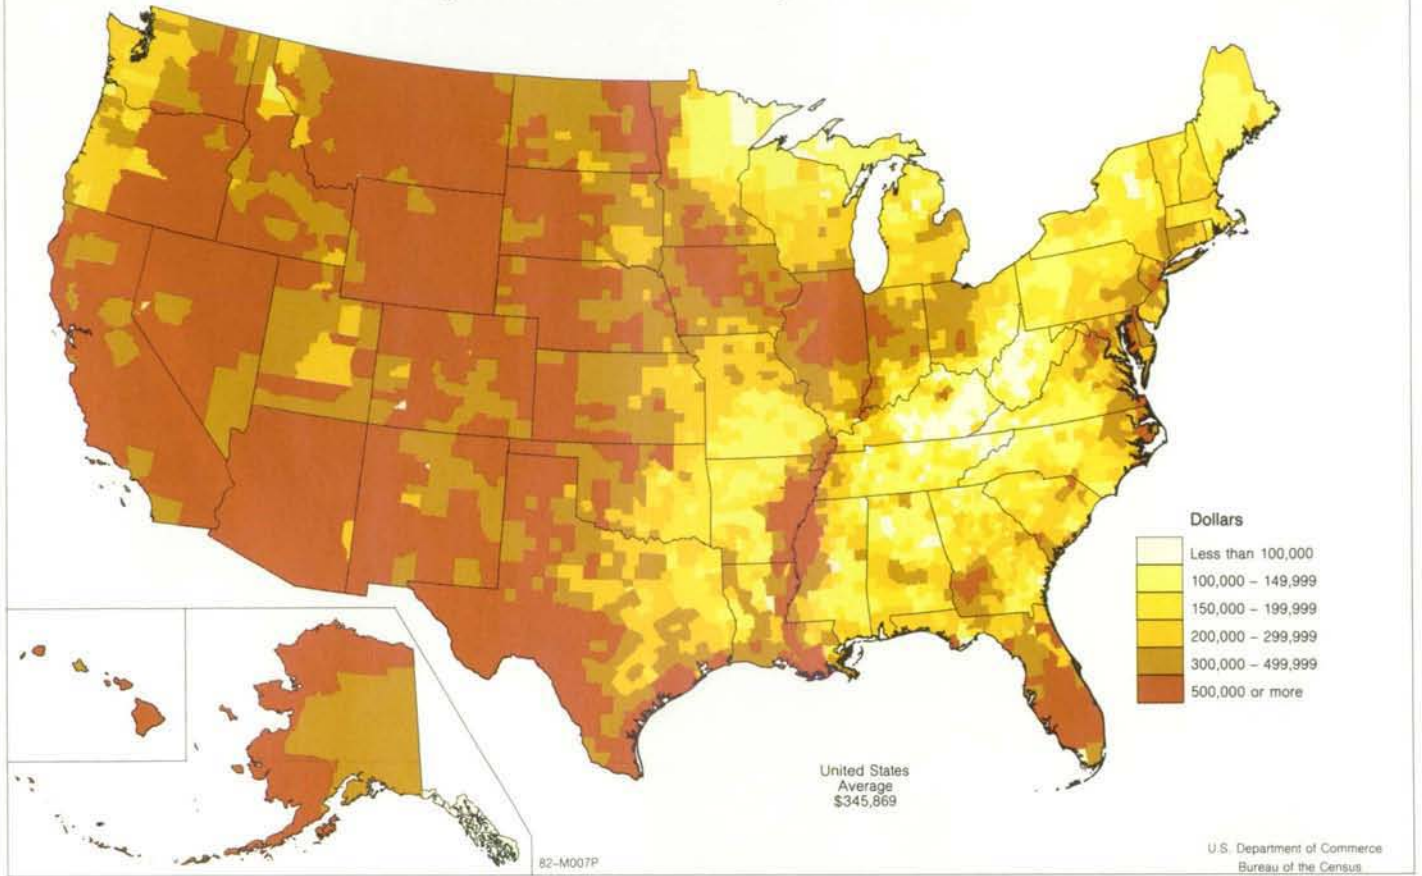 Dollars
Less than 100,000
100,000 – 149,999
150,000 – 199,999
200,000 – 299,999
300,000 – 499,999
500,000 or more
United States
Average
$345,869
82-M007P
U.S. Department of Commerce
Bureau of the Census